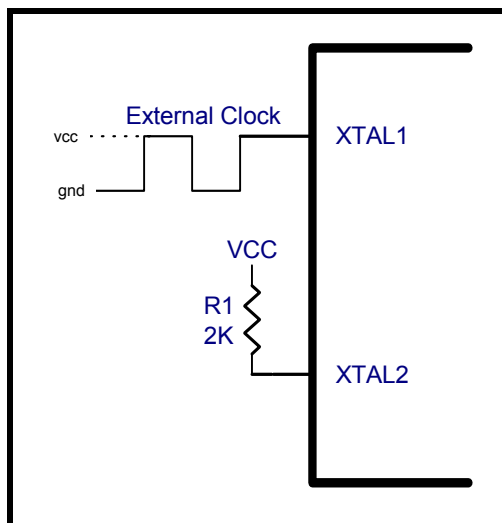 External Clock
vcc
XTAL1
gnd
VCC
R1
2K
XTAL2